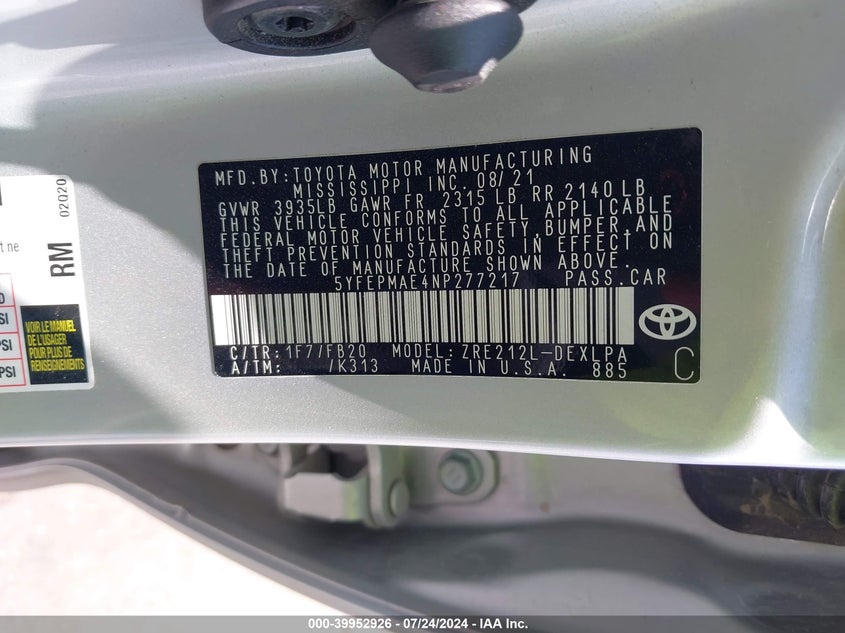 MFD. BY: TOYOTA MOTOR MANUFACTURING
MISSISSIPPI INC. 08/21
GVWR 3935LB GAWR FR 2315 LB RR 2140 LB
THIS VEHICLE CONFORMS TO ALL APPLICABLE
FEDERAL MOTOR VEHICLE SAFETY, BUMPER, AND
THEFT PREVENTION STANDARDS IN EFFECT ON
THE DATE OF MANUFACTURE SHOWN ABOVE.
5YFEPMAE4NP277217 PASS. CAR
C/TR: 1F7/FB20 MODEL: ZRE212L-DEXLPA
A/TM: /K313 MADE IN U.S.A. 885
C
02020
RM
t ne
PSI
PSI
PSI
VOIR LE MANUEL
DE L'USAGER
POUR PLUS DE
RENSEIGNEMENTS
000-39952926 - 07/24/2024 - IAA Inc.